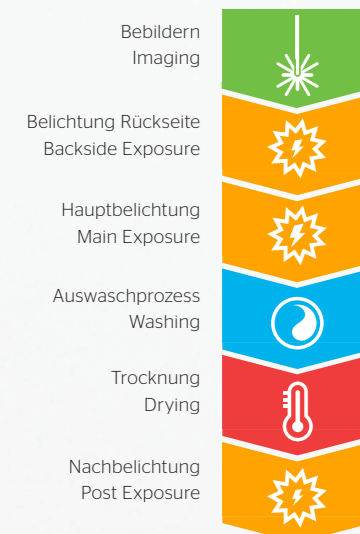 Bebildern
Imaging
Belichtung Rückseite
Backside Exposure
Hauptbelichtung
Main Exposure
Auswaschprozess
Washing
Trocknung
Drying
Nachbelichtung
Post Exposure